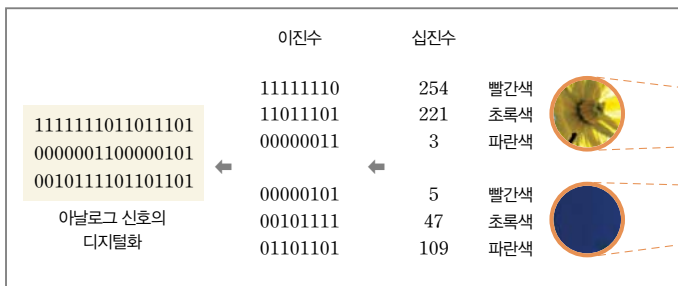 이진수 십진수
11111110 254 빨간색
11011101 221 초록색
00000011 3 파란색
1111111011011101
0000001100000101
0010111101101101
아날로그 신호의
디지털화
00000101 5 빨간색
00101111 47 초록색
01101101 109 파란색